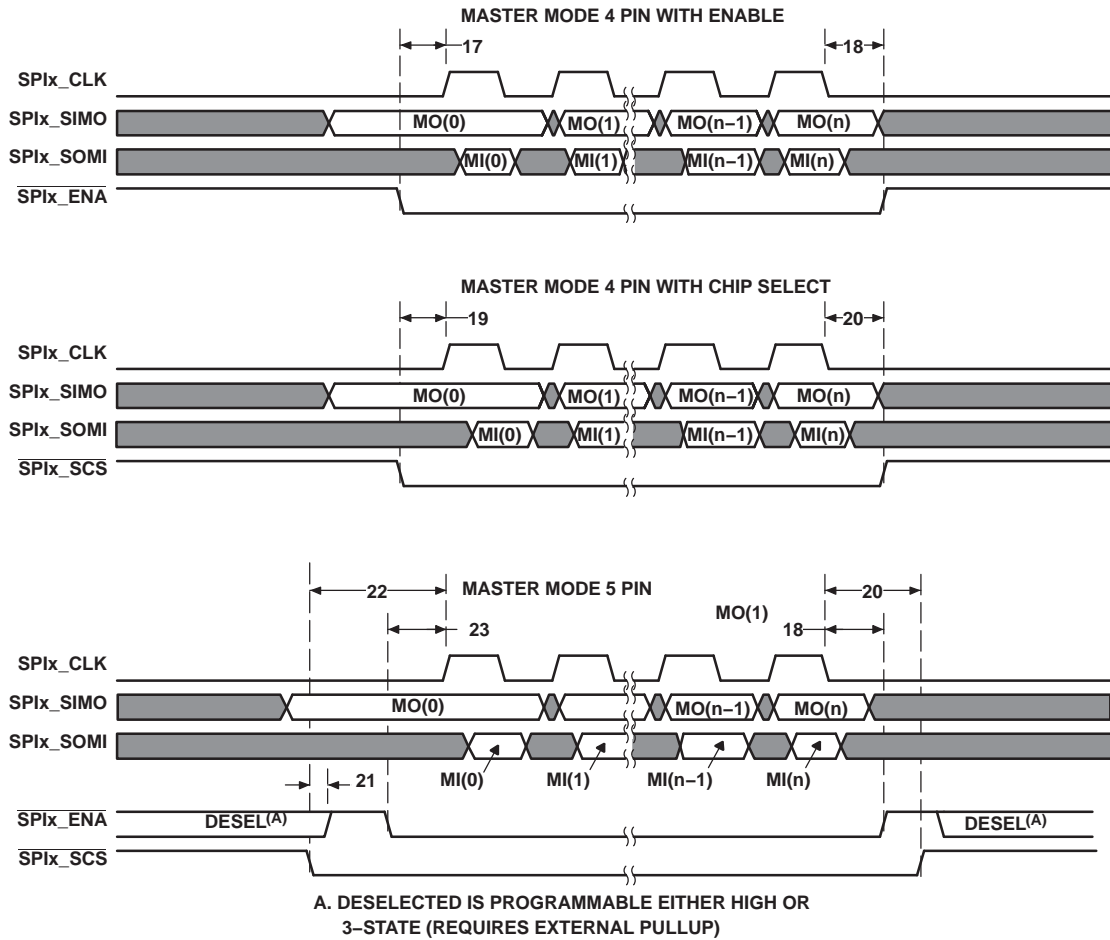 MASTER MODE 4 PIN WITH ENABLE
17
18
SPIx_CLK
SPIx_SIMO
MO(0)
MO(1)
MO(n−1)
MO(n)
SPIx_SOMI
MI(0)
MI(1)
MI(n−1)
MI(n)
SPIx_ENA
MASTER MODE 4 PIN WITH CHIP SELECT
19
20
SPIx_CLK
SPIx_SIMO
MO(0)
MO(1)
MO(n−1)
MO(n)
SPIx_SOMI
MI(0)
MI(1)
MI(n−1)
MI(n)
SPIx_SCS
22
MASTER MODE 5 PIN
20
MO(1)
23
18
SPIx_CLK
SPIx_SIMO
MO(0)
MO(n−1)
MO(n)
SPIx_SOMI
21
MI(0)
MI(1)
MI(n−1)
MI(n)
SPIx_ENA
DESEL(A)
DESEL(A)
SPIx_SCS
A. DESELECTED IS PROGRAMMABLE EITHER HIGH OR
3−STATE (REQUIRES EXTERNAL PULLUP)